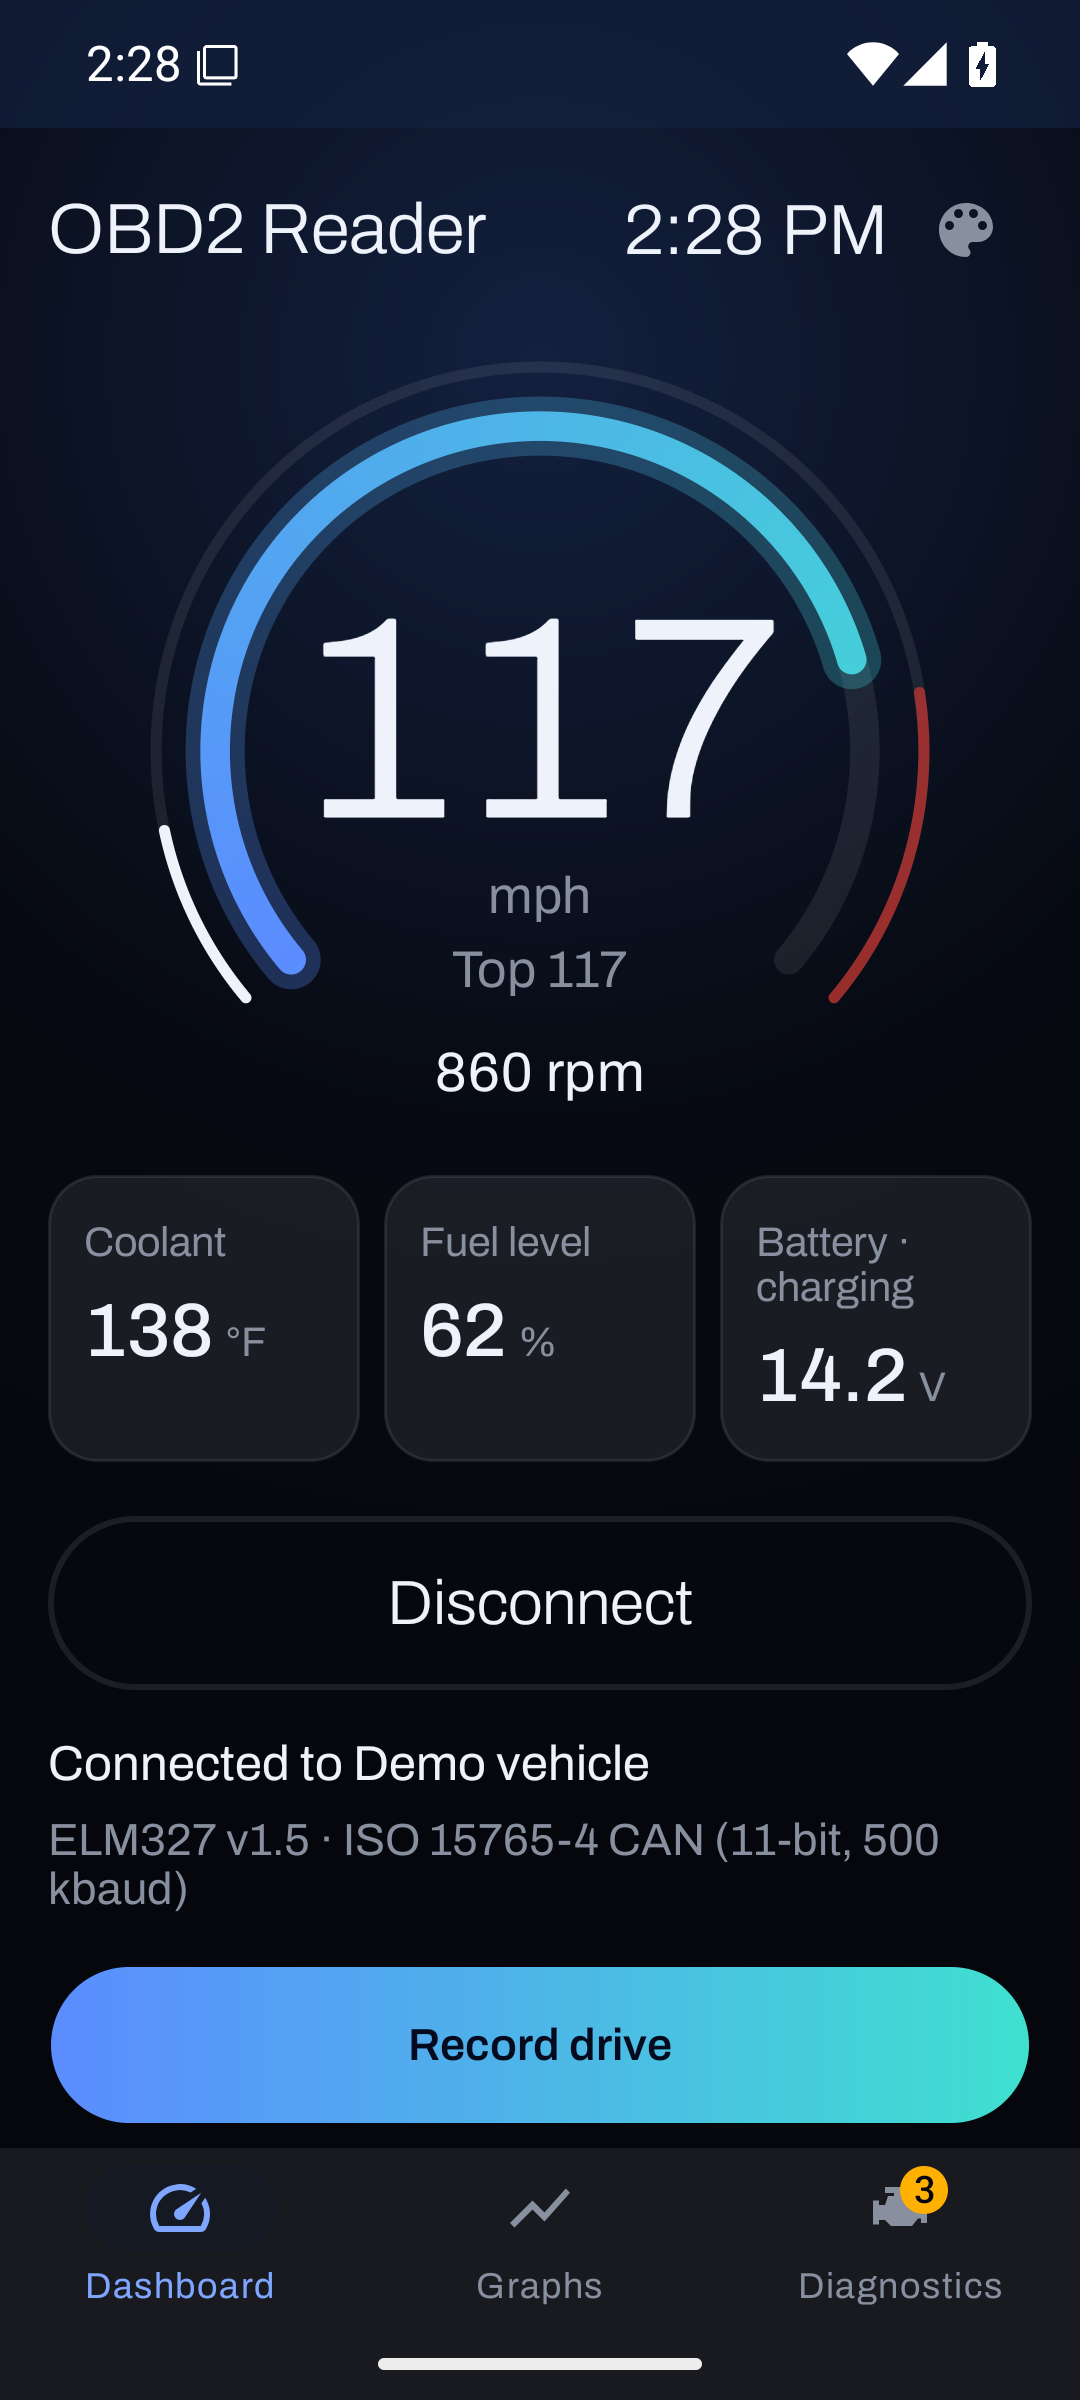 2:28
OBD2 Reader 2:28 PM
117
mph
Top 117
860 rpm
Coolant
138 °F
Fuel level
62 %
Battery ·
charging
14.2 V
Disconnect
Connected to Demo vehicle
ELM327 v1.5 · ISO 15765-4 CAN (11-bit, 500
kbaud)
Record drive
3
Dashboard Graphs Diagnostics